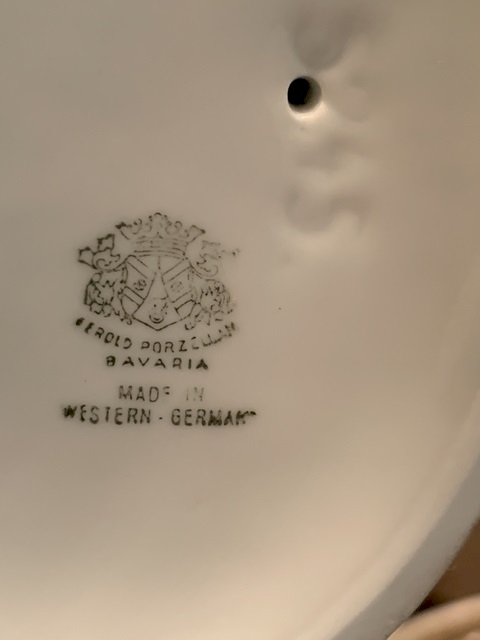 GEROLD PORZELLAN
BAVARIA
MADE IN
WESTERN - GERMANY